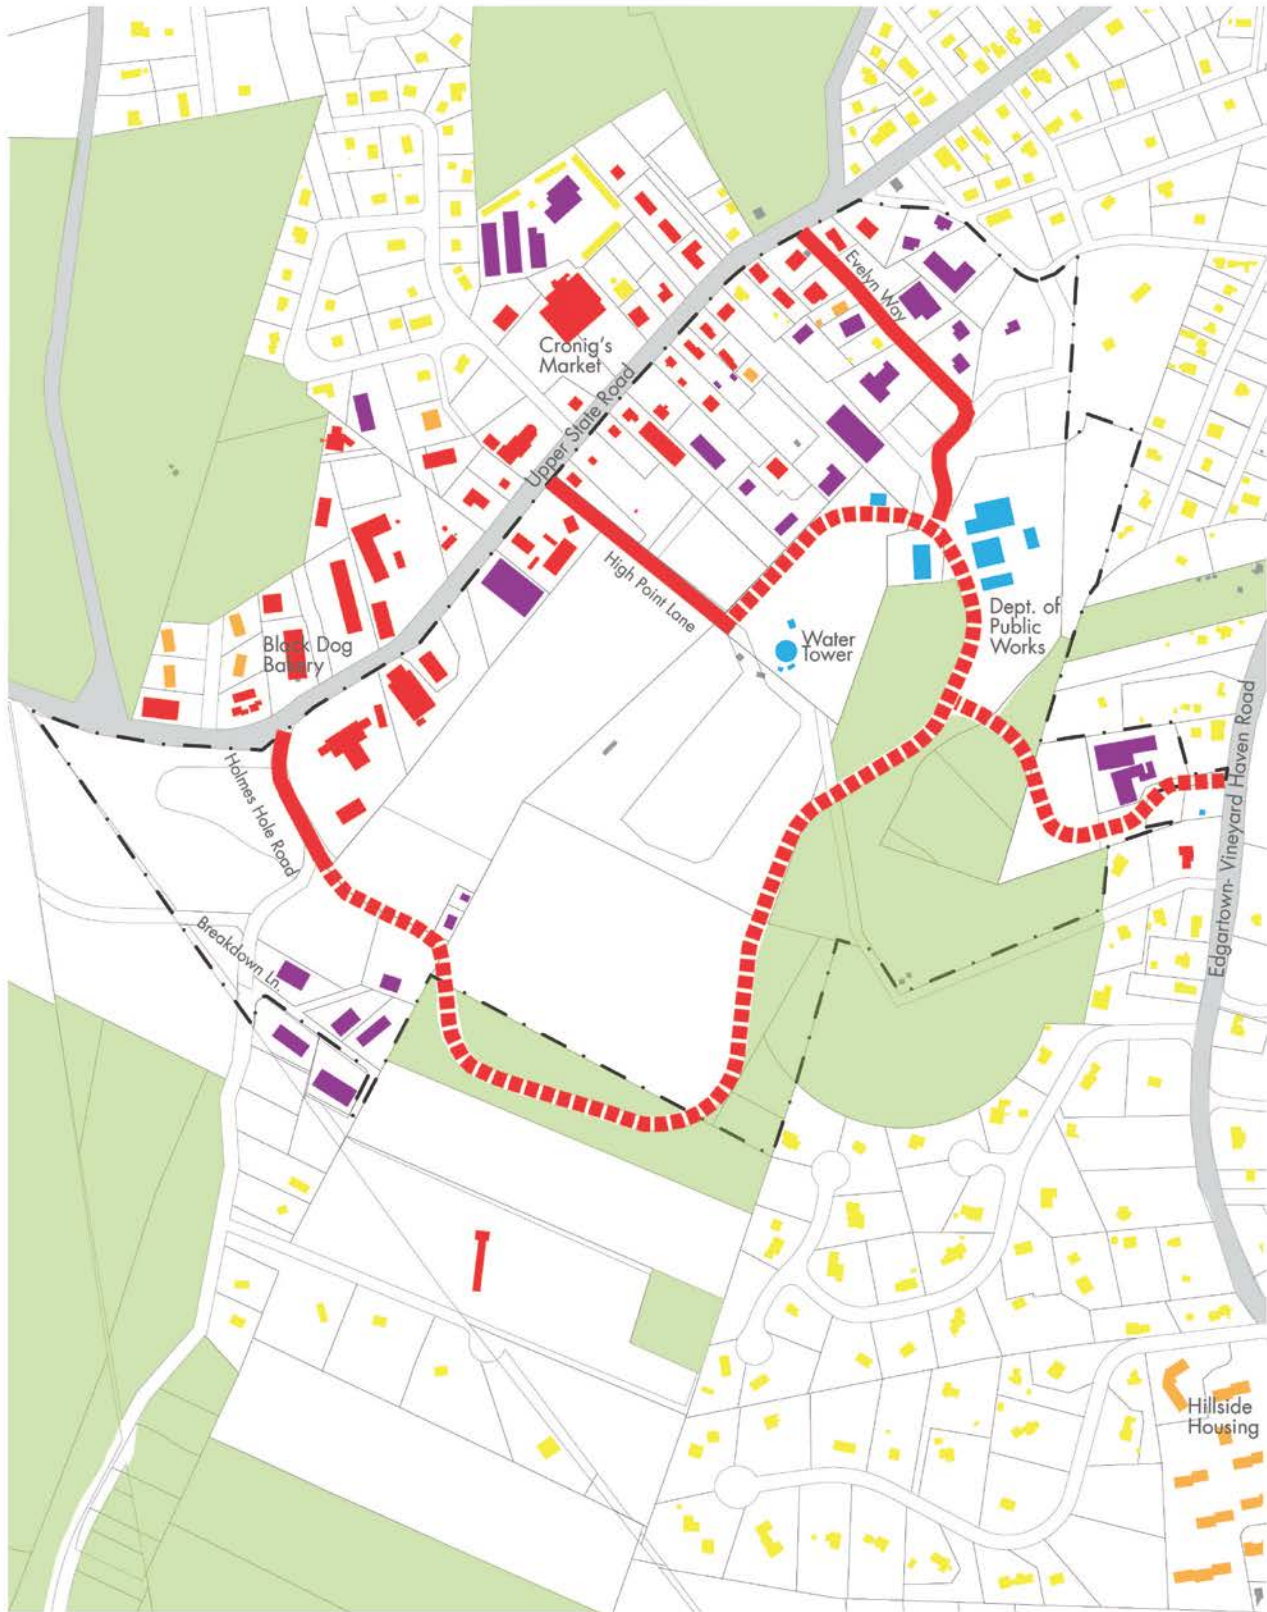 Evelyn Way
Cronig's
Market
Upper State Road
High Point Lane
Dept. of
Public
Works
Water
Tower
Black Dog
Bakery
Edgartown- Vineyard Haven Road
Holmes Hole Road
Breakdown Ln.
Hillside
Housing